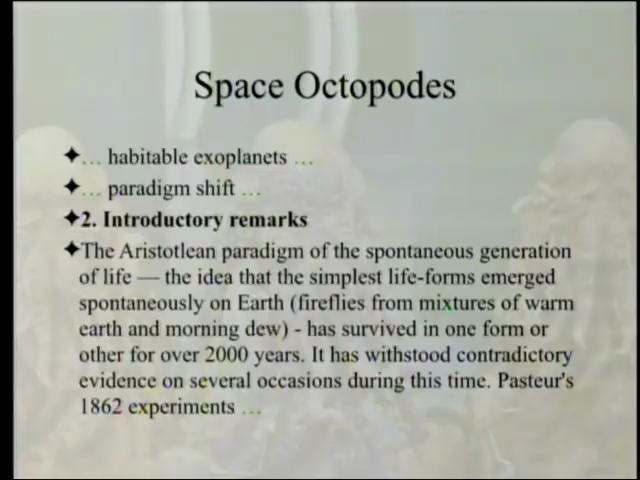 Space Octopodes
✦… habitable exoplanets …
✦… paradigm shift …
✦2. Introductory remarks
✦The Aristotlean paradigm of the spontaneous generation
of life — the idea that the simplest life-forms emerged
spontaneously on Earth (fireflies from mixtures of warm
earth and morning dew) - has survived in one form or
other for over 2000 years. It has withstood contradictory
evidence on several occasions during this time. Pasteur's
1862 experiments …